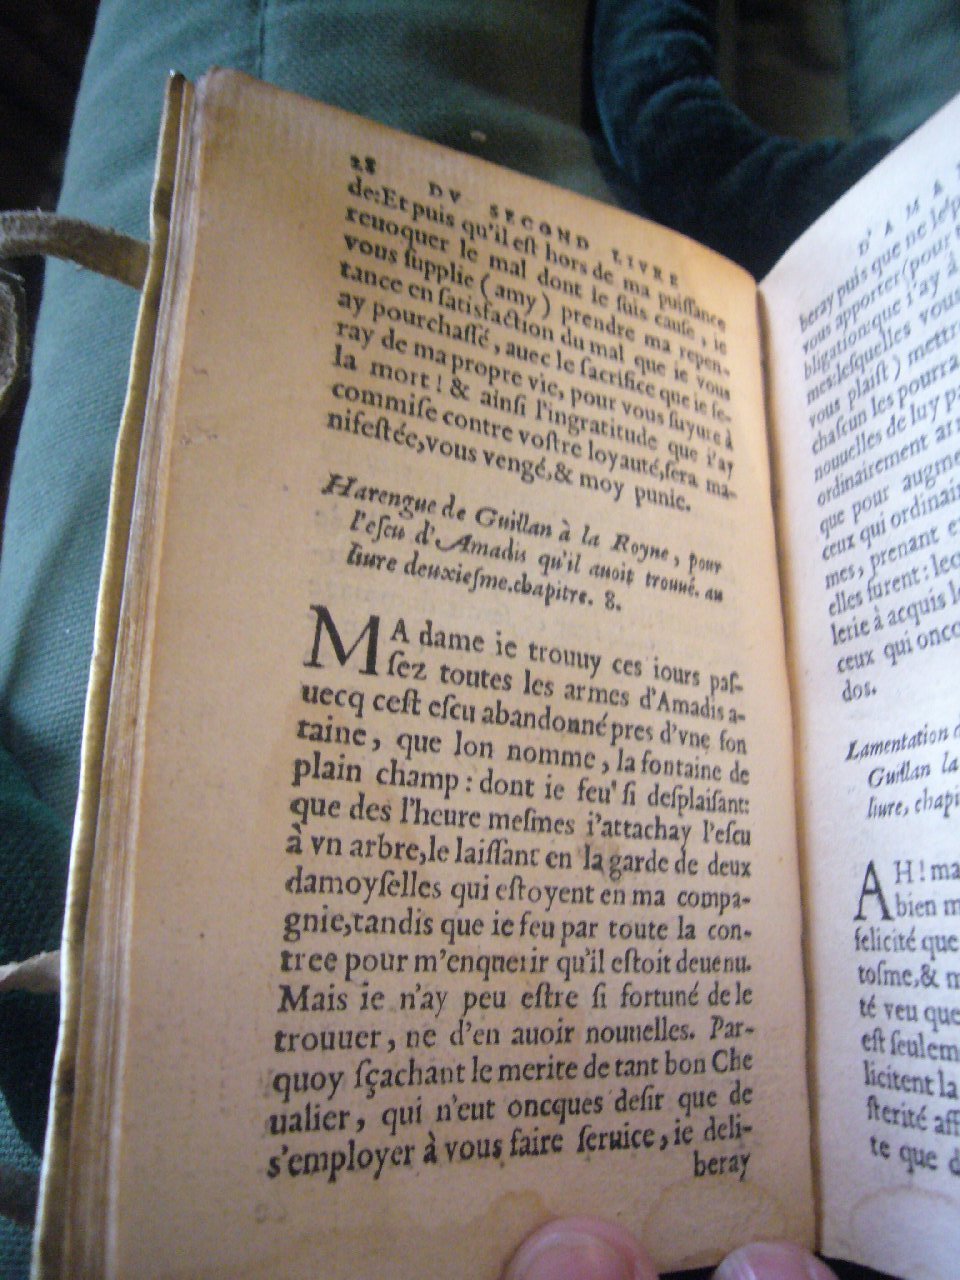 28 DV SECOND LIVRE
de:Et puis qu'il est hors de ma puissance
reuoquer le mal dont ie suis cause, ie
vous supplie (amy) prendre ma repen-
tance en satisfaction du mal que ie vous
ay pourchassé, auec le sacrifice que ie fe-
ray de ma propre vie, pour vous suyure à
la mort! & ainsi l'ingratitude que i'ay
commise contre vostre loyauté,sera ma-
nifestée,vous vengé,& moy punie.
Harengue de Guillan à la Royne, pour
l'escu d'Amadis qu'il auoit trouué. au
liure deuxiesme.chapitre. 8.
MA dame ie trouuy ces iours pas-
sez toutes les armes d'Amadis a-
uecq cest escu abandonné pres d'vne fon
taine, que lon nomme, la fontaine de
plain champ: dont ie feu' si desplaisant:
que des l'heure mesmes i'attachay l'escu
à vn arbre,le laissant en la garde de deux
damoyselles qui estoyent en ma compa-
gnie,tandis que ie feu par toute la con-
tree pour m'enquerir qu'il estoit deuenu.
Mais ie n'ay peu estre si fortuné de le
trouuer, ne d'en auoir nouuelles. Par-
quoy sçachant le merite de tant bon Che
ualier, qui n'eut oncques desir que de
s'employer à vous faire seruice, ie deli-
beray
D'AMA
beray puis que ne
vous apporter (pour
bligation:que i'ay à
mes:lesquelles vous
vous plaist) mettr
chascun les pourra
nouuelles de luy pa
ordinairement ar
que pour augme
ceux qui ordinai
mes, prenant e
elles furent: lec
lerie à acquis l
ceux qui onco
dos.
Lamentation d
Guillan la
liure, chapi
AH! ma
bien m
felicité que
tosme,& m
té veu que
est seulem
licitent la
sterité aff
te que d